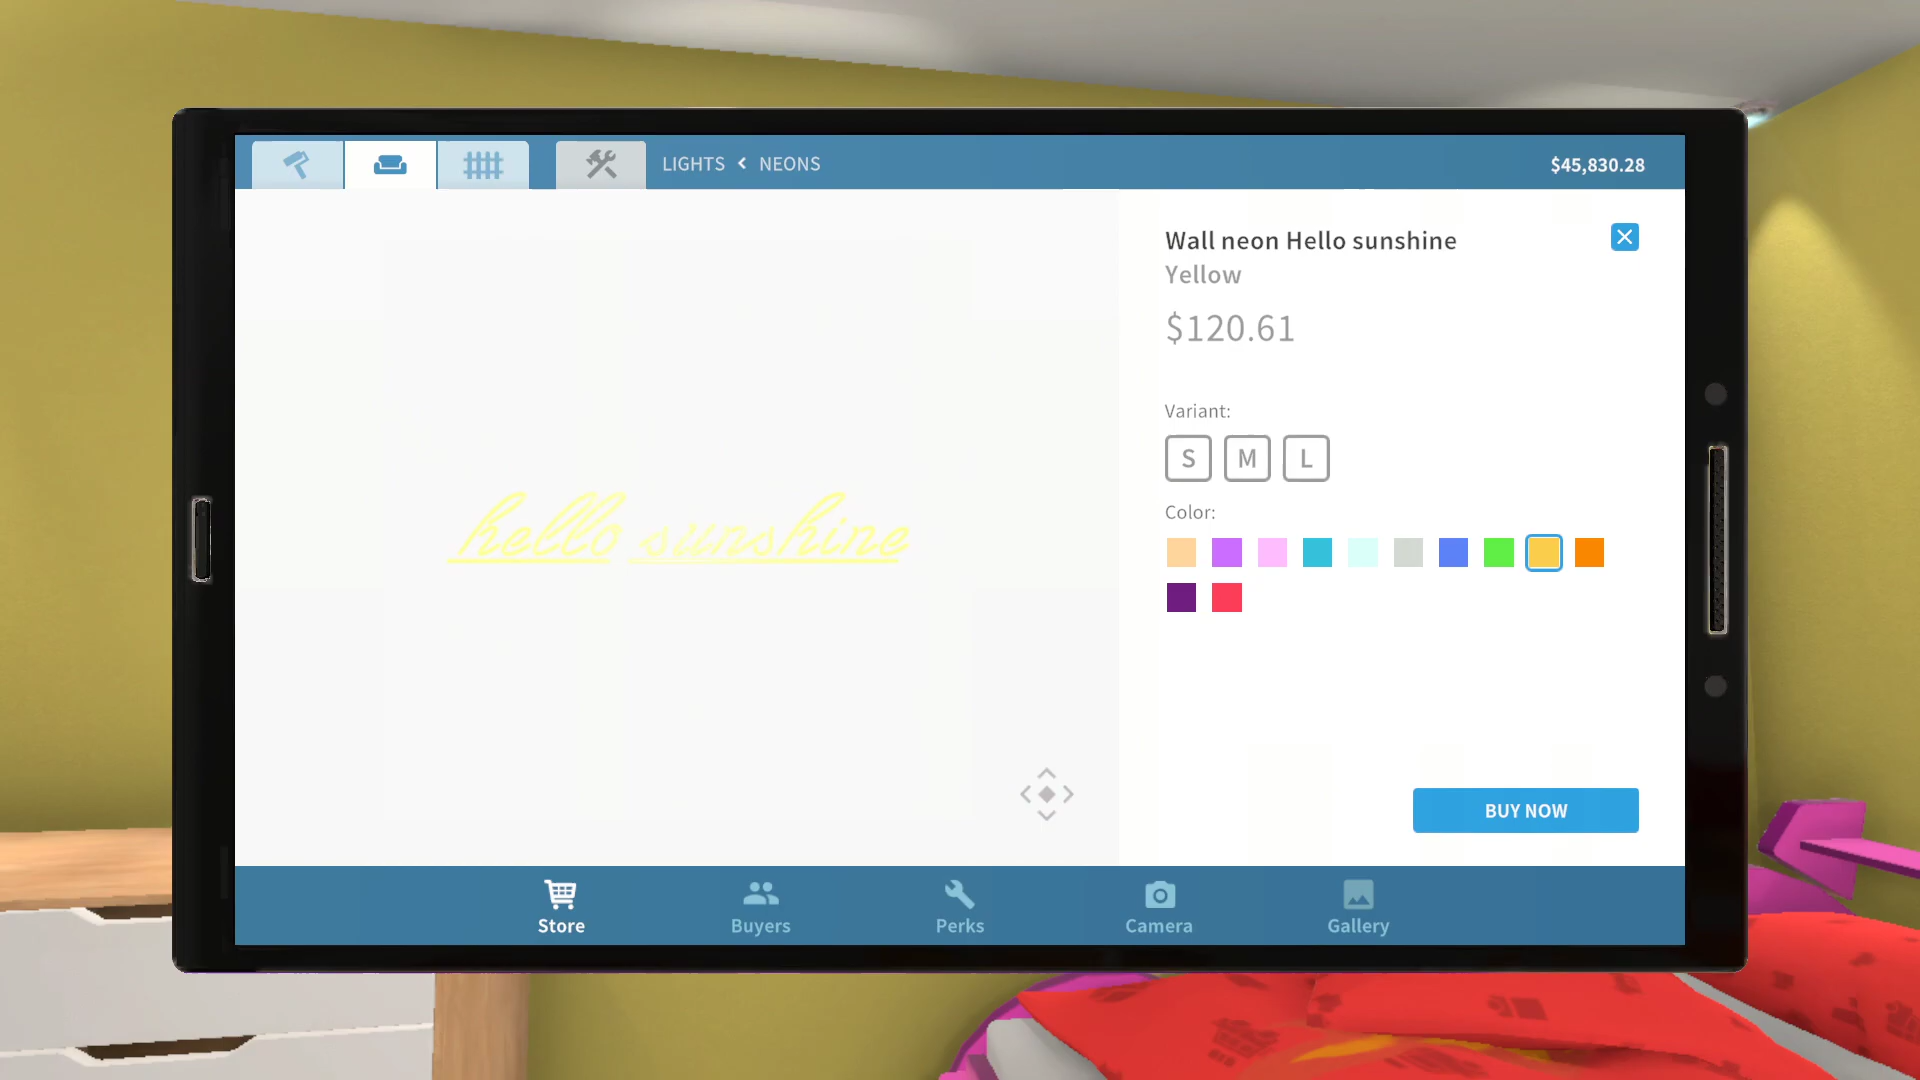 LIGHTS < NEONS
$45,830.28
Wall neon Hello sunshine
Yellow
$120.61
Variant:
S M L
Color:
hello sunshine
BUY NOW
Store Buyers Perks Camera Gallery